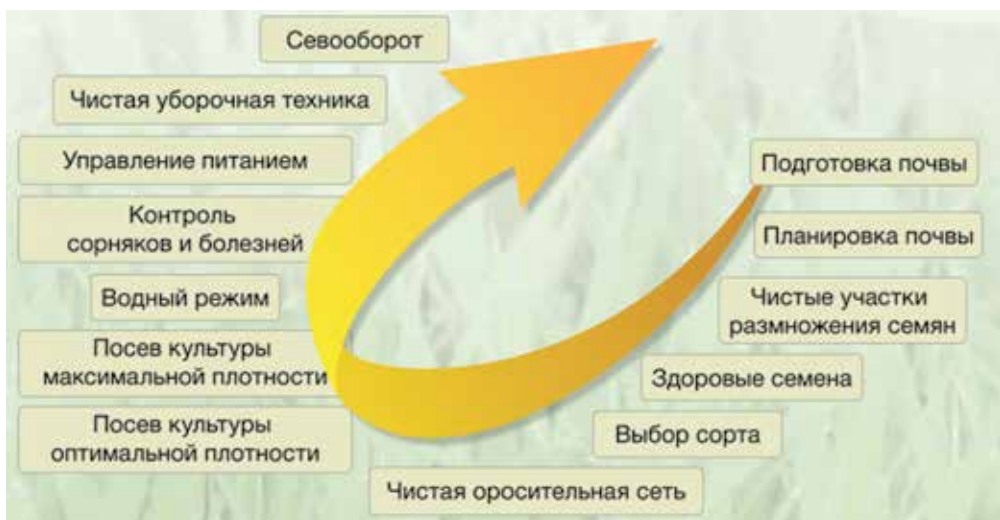 Севооборот
Чистая уборочная техника
Управление питанием
Контроль
сорняков и болезней
Водный режим
Посев культуры
максимальной плотности
Посев культуры
оптимальной плотности
Чистая оросительная сеть
Выбор сорта
Здоровые семена
Чистые участки
размножения семян
Планировка почвы
Подготовка почвы